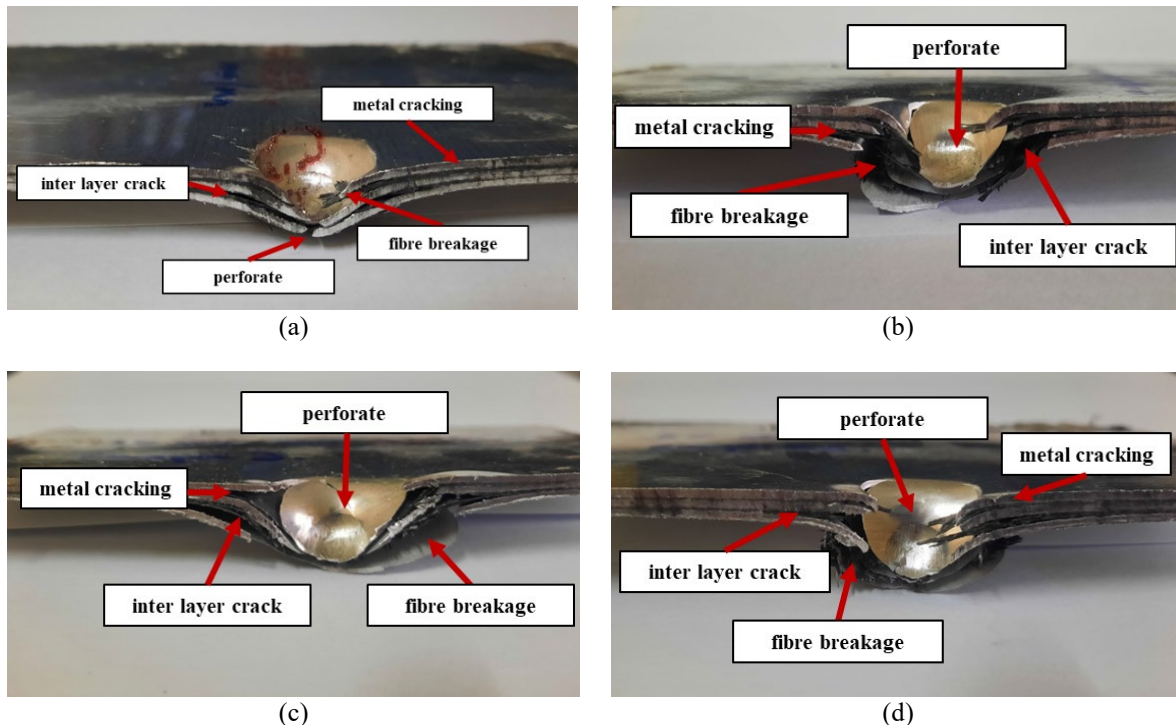 metal cracking
inter layer crack
fibre breakage
perforate
(a)
perforate
metal cracking
fibre breakage
inter layer crack
(b)
perforate
metal cracking
inter layer crack
fibre breakage
(c)
perforate
metal cracking
inter layer crack
fibre breakage
(d)